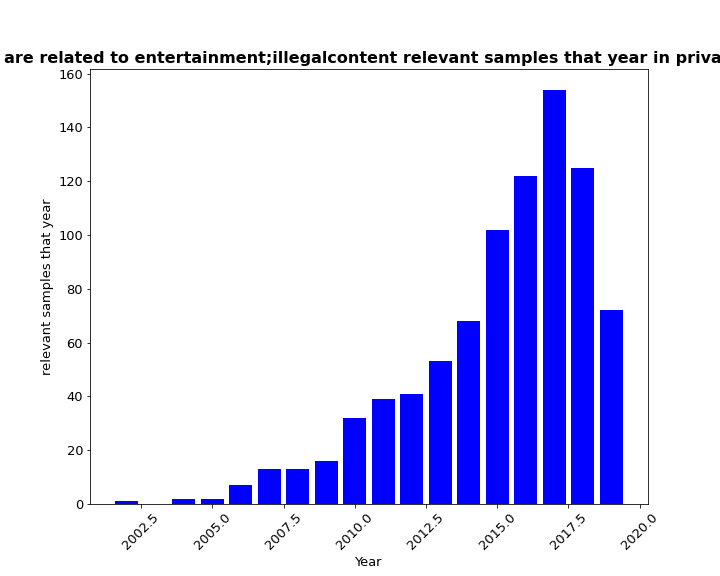 are related to entertainment;illegalcontent relevant samples that year in priva
160
140
120
100
80
60
40
20
0
relevant samples that year
2002.5 2005.0 2007.5 2010.0 2012.5 2015.0 2017.5 2020.0
Year